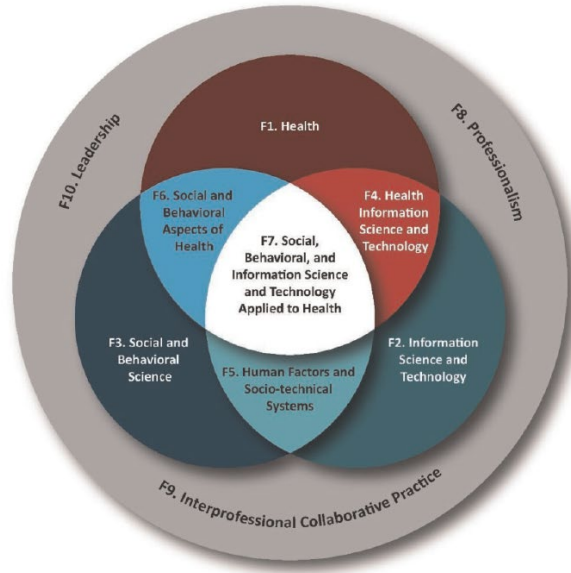 F1. Health
F10. Leadership
F8. Professionalism
F6. Social and
Behavioral
Aspects of
Health
F4. Health
Information
Science and
Technology
F7. Social,
Behavioral, and
Information Science
and Technology
Applied to Health
F3. Social and
Behavioral
Science
F2. Information
Science and
Technology
F5. Human Factors and
Socio-technical
Systems
F9. Interprofessional Collaborative Practice